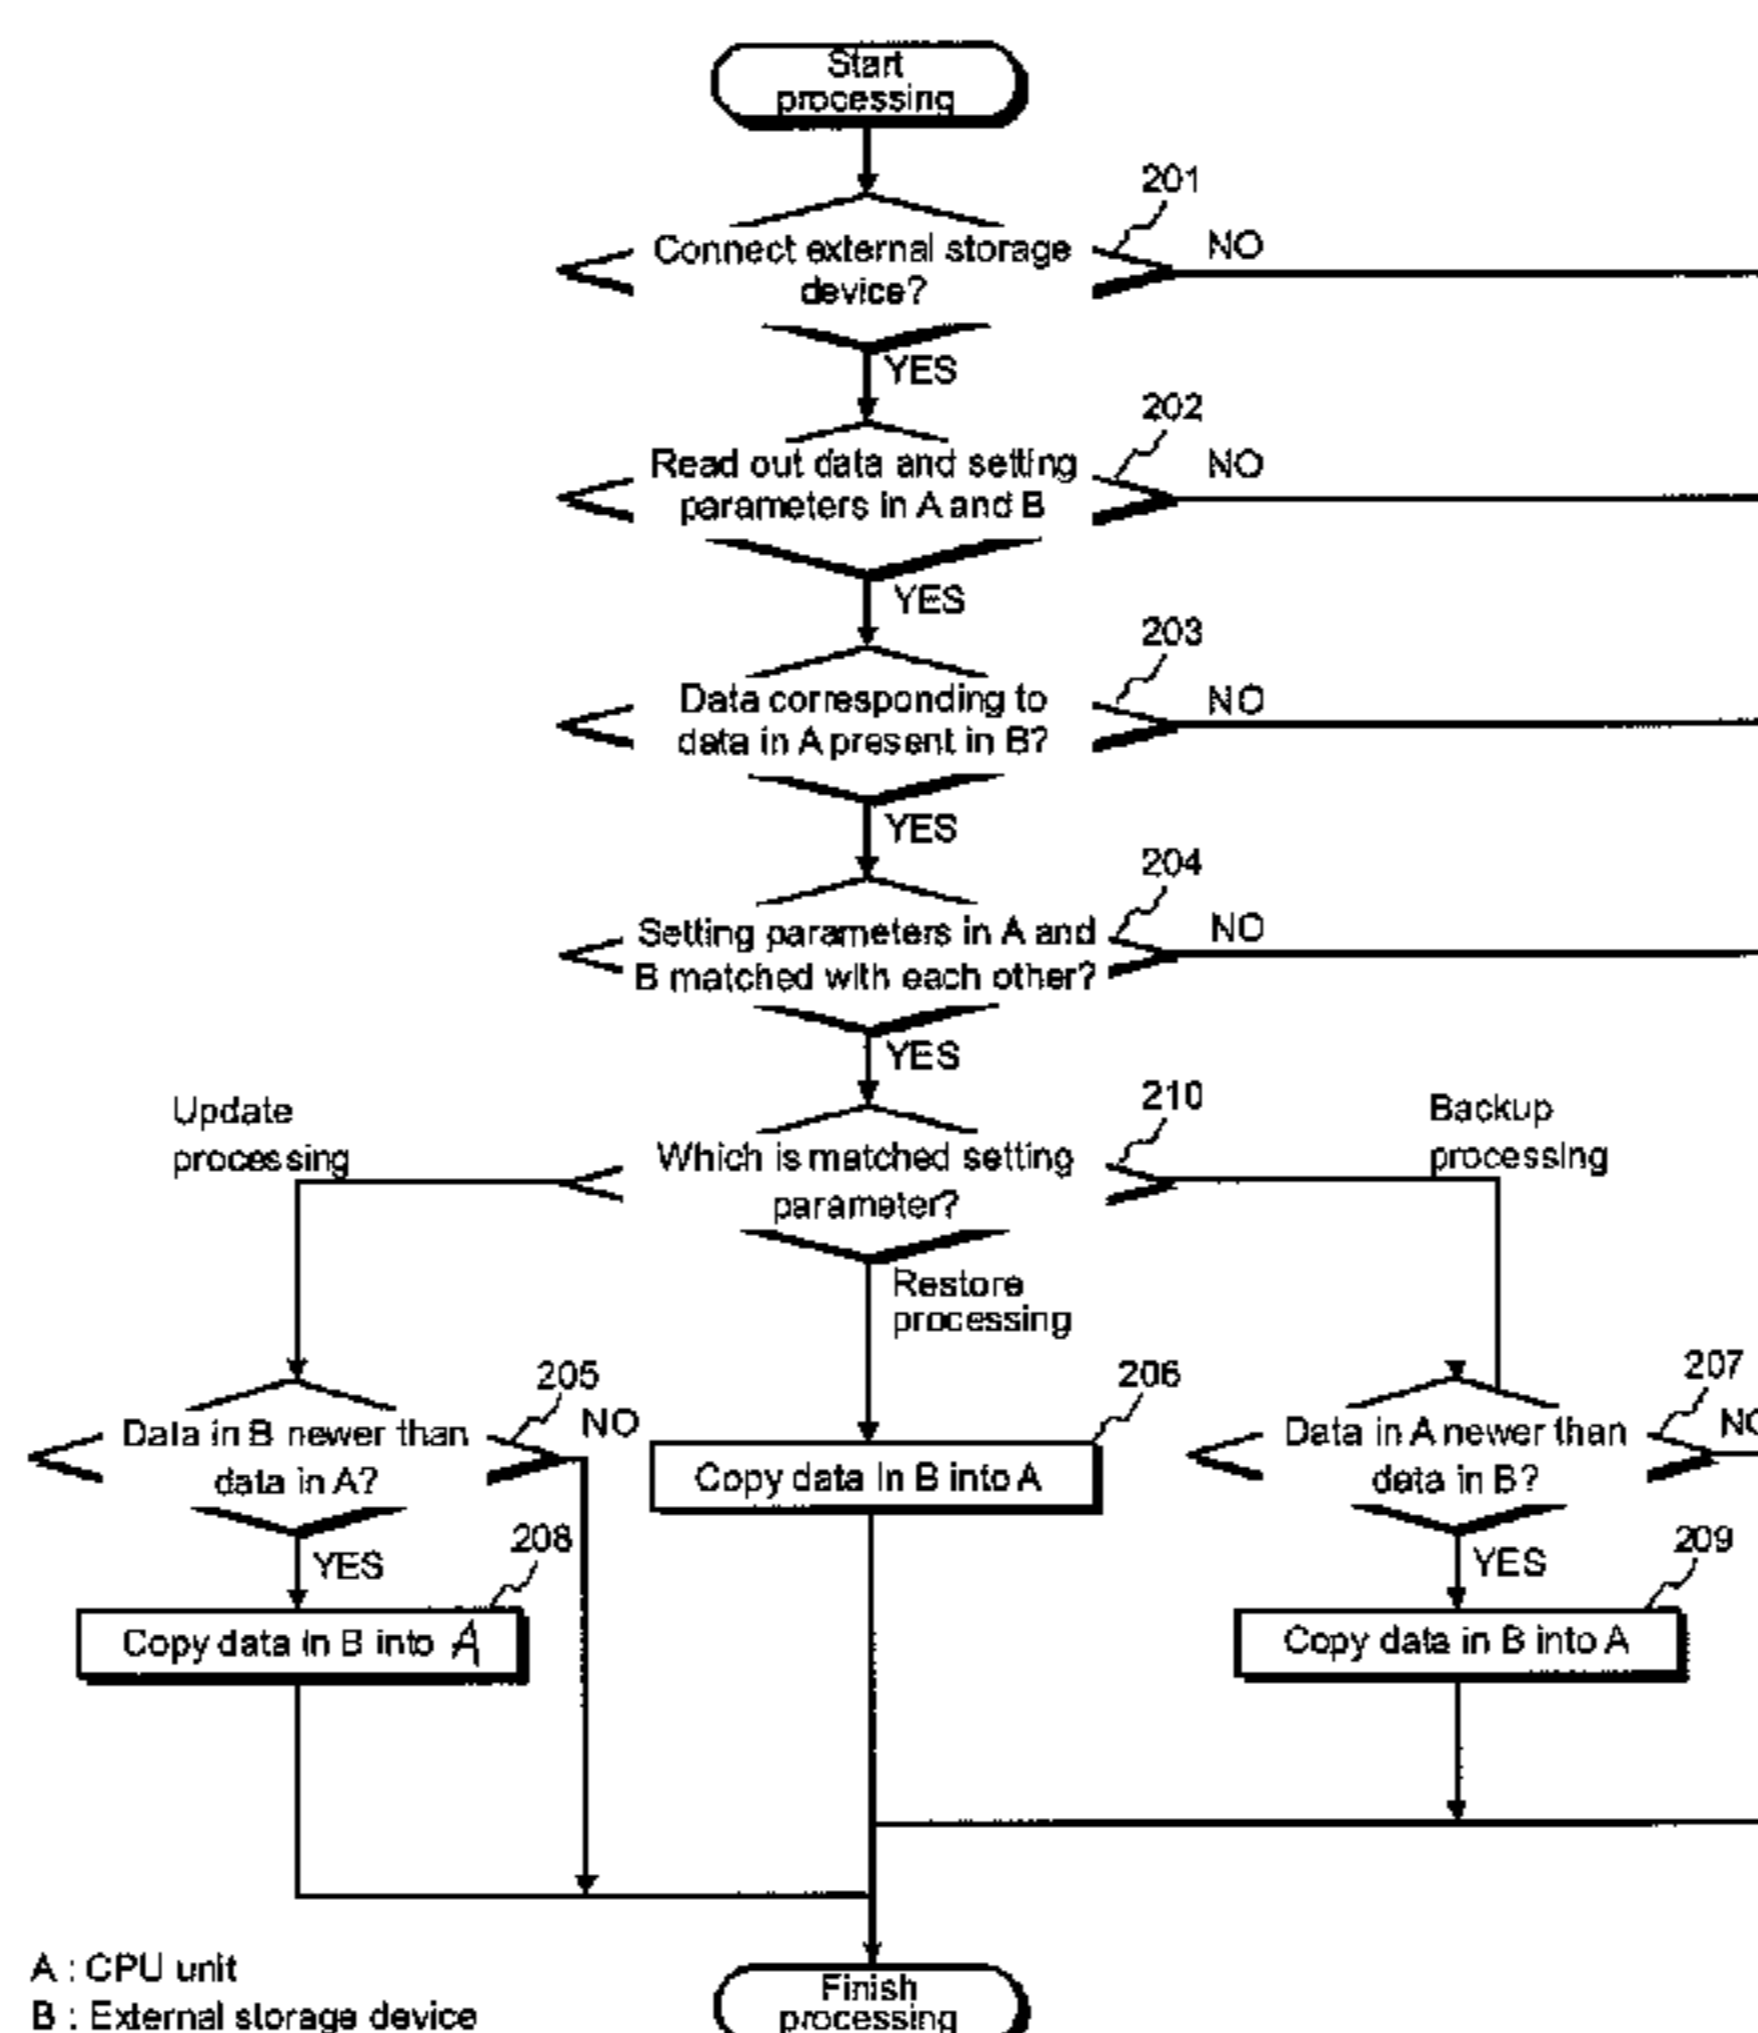 Start
processing
201
Connect external storage
device?
NO
YES
202
Read out data and setting
parameters in A and B
NO
YES
203
Data corresponding to
data in A present in B?
NO
YES
204
Setting parameters in A and
B matched with each other?
NO
YES
210
Which is matched setting
parameter?
Update
processing
Backup
processing
Restore
processing
205
Data in B newer than
data in A?
NO
YES
206
Copy data in B into A
207
Data in A newer than
data in B?
NO
YES
208
Copy data in B into A
209
Copy data in B into A
A : CPU unit
B : External storage device
Finish
processing